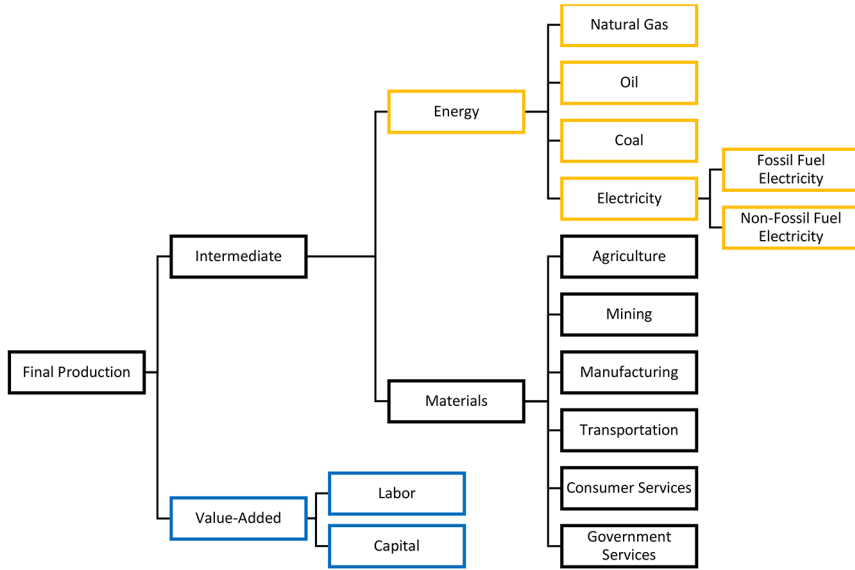 Natural Gas
Oil
Energy
Coal
Fossil Fuel
Electricity
Electricity
Non-Fossil Fuel
Electricity
Intermediate
Agriculture
Mining
Final Production
Manufacturing
Materials
Transportation
Labor
Consumer Services
Value-Added
Capital
Government
Services